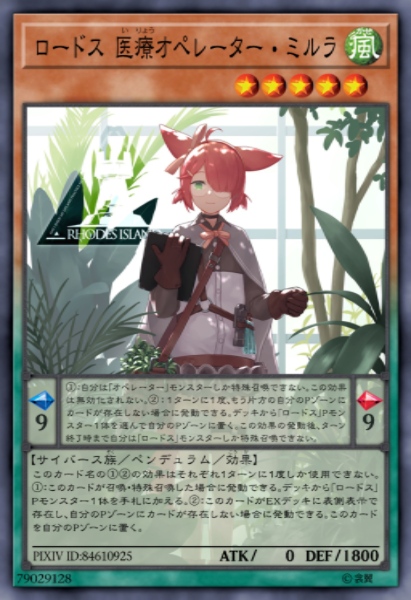 ロードス 医療オペレーター・ミルラ
いりょう
風
かぜ
RHODES ISLAN
①:自分は「オペレーター」モンスターしか特殊召喚できない。この効果
は無効化されない。②:1ターンに1度、もう片方の自分のPゾーンに
カードが存在しない場合に発動できる。デッキから「ロードス」Pモン
スター1体を選んで自分のPゾーンに置く。この効果の発動後、ターン
終了時まで自分は「ロードス」モンスターしか特殊召喚できない。
9
9
【サイバース族/ペンデュラム/効果】
このカード名の①②の効果はそれぞれ1ターンに1度しか使用できない。
①:このカードが召喚・特殊召喚した場合に発動できる。デッキから「ロードス」
Pモンスター1体を手札に加える。②:このカードがEXデッキに表側表示で
存在し、自分のPゾーンにカードが存在しない場合に発動できる。このカード
を自分のPゾーンに置く。
PIXIV ID:84610925 ATK/ 0 DEF/1800
79029128